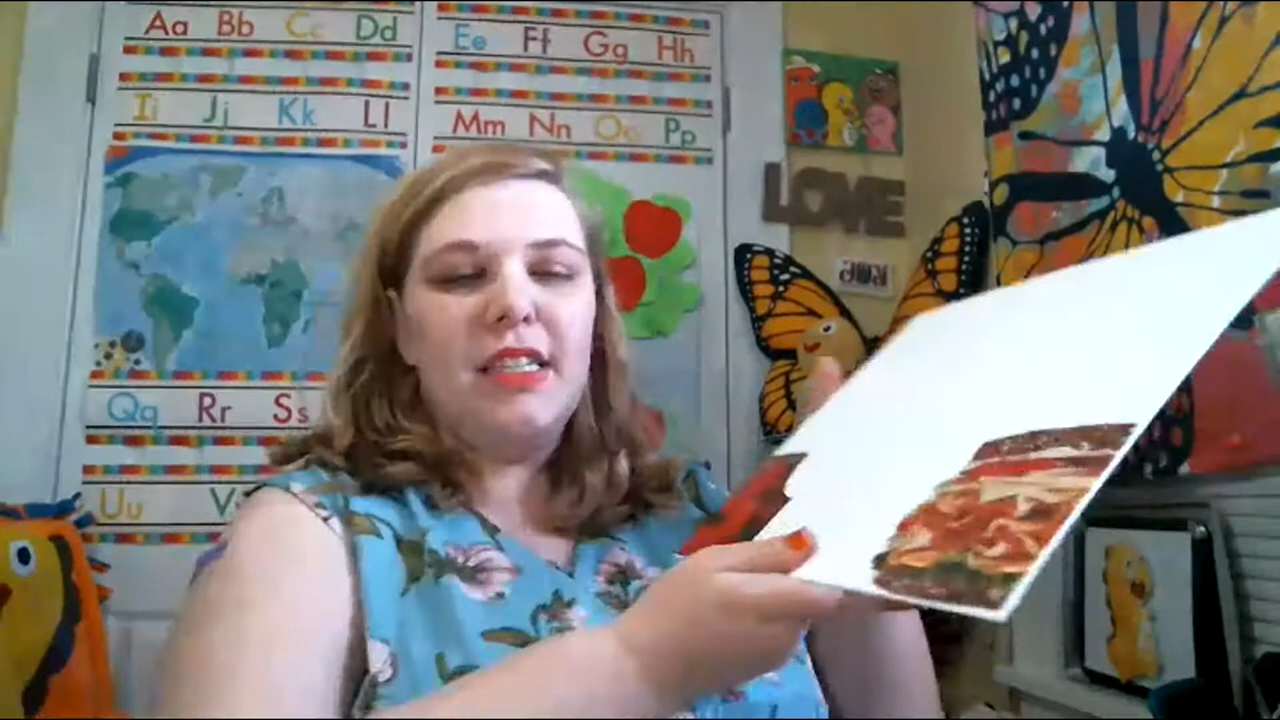 Aa Bb Cc Dd
Ee Ff Gg Hh
Ii Jj Kk Ll
Mm Nn Oo Pp
LOVE
Qq Rr Ss
Uu V